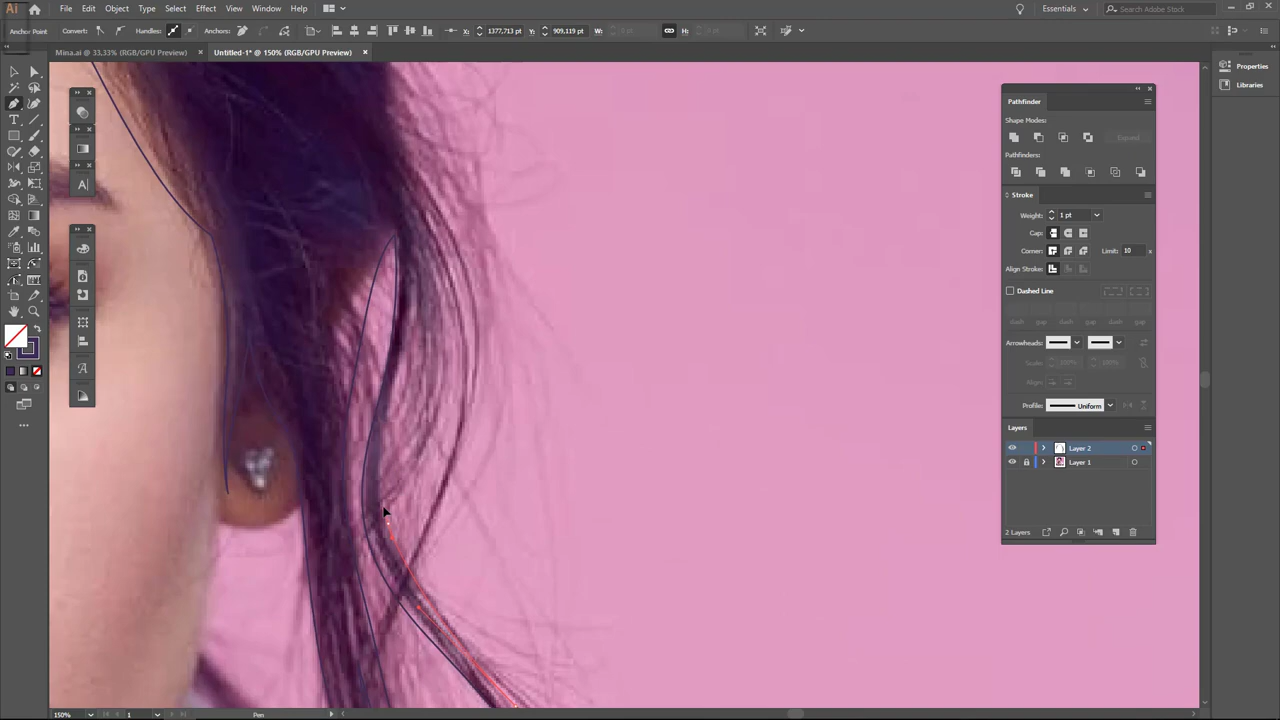 Ai
File Edit Object Type Select Effect View Window Help
Essentials
Search Adobe Stock
Anchor Point
Convert:
Handles:
Anchors:
X: 1377,713 pt
Y: 909,119 pt
W:
H:
Mina.ai @ 33,33% (RGB/GPU Preview) ×
Untitled-1* @ 150% (RGB/GPU Preview) ×
Properties
Libraries
Pathfinder
Shape Modes:
Expand
Pathfinders:
Stroke
Weight: 1 pt
Cap:
Corner:
Limit: 10 x
Align Stroke:
Dashed Line
dash gap dash gap dash gap
Arrowheads:
Scale: 100% 100%
Align:
Profile: Uniform
Layers
Layer 2
Layer 1
2 Layers
150%
1
Pen